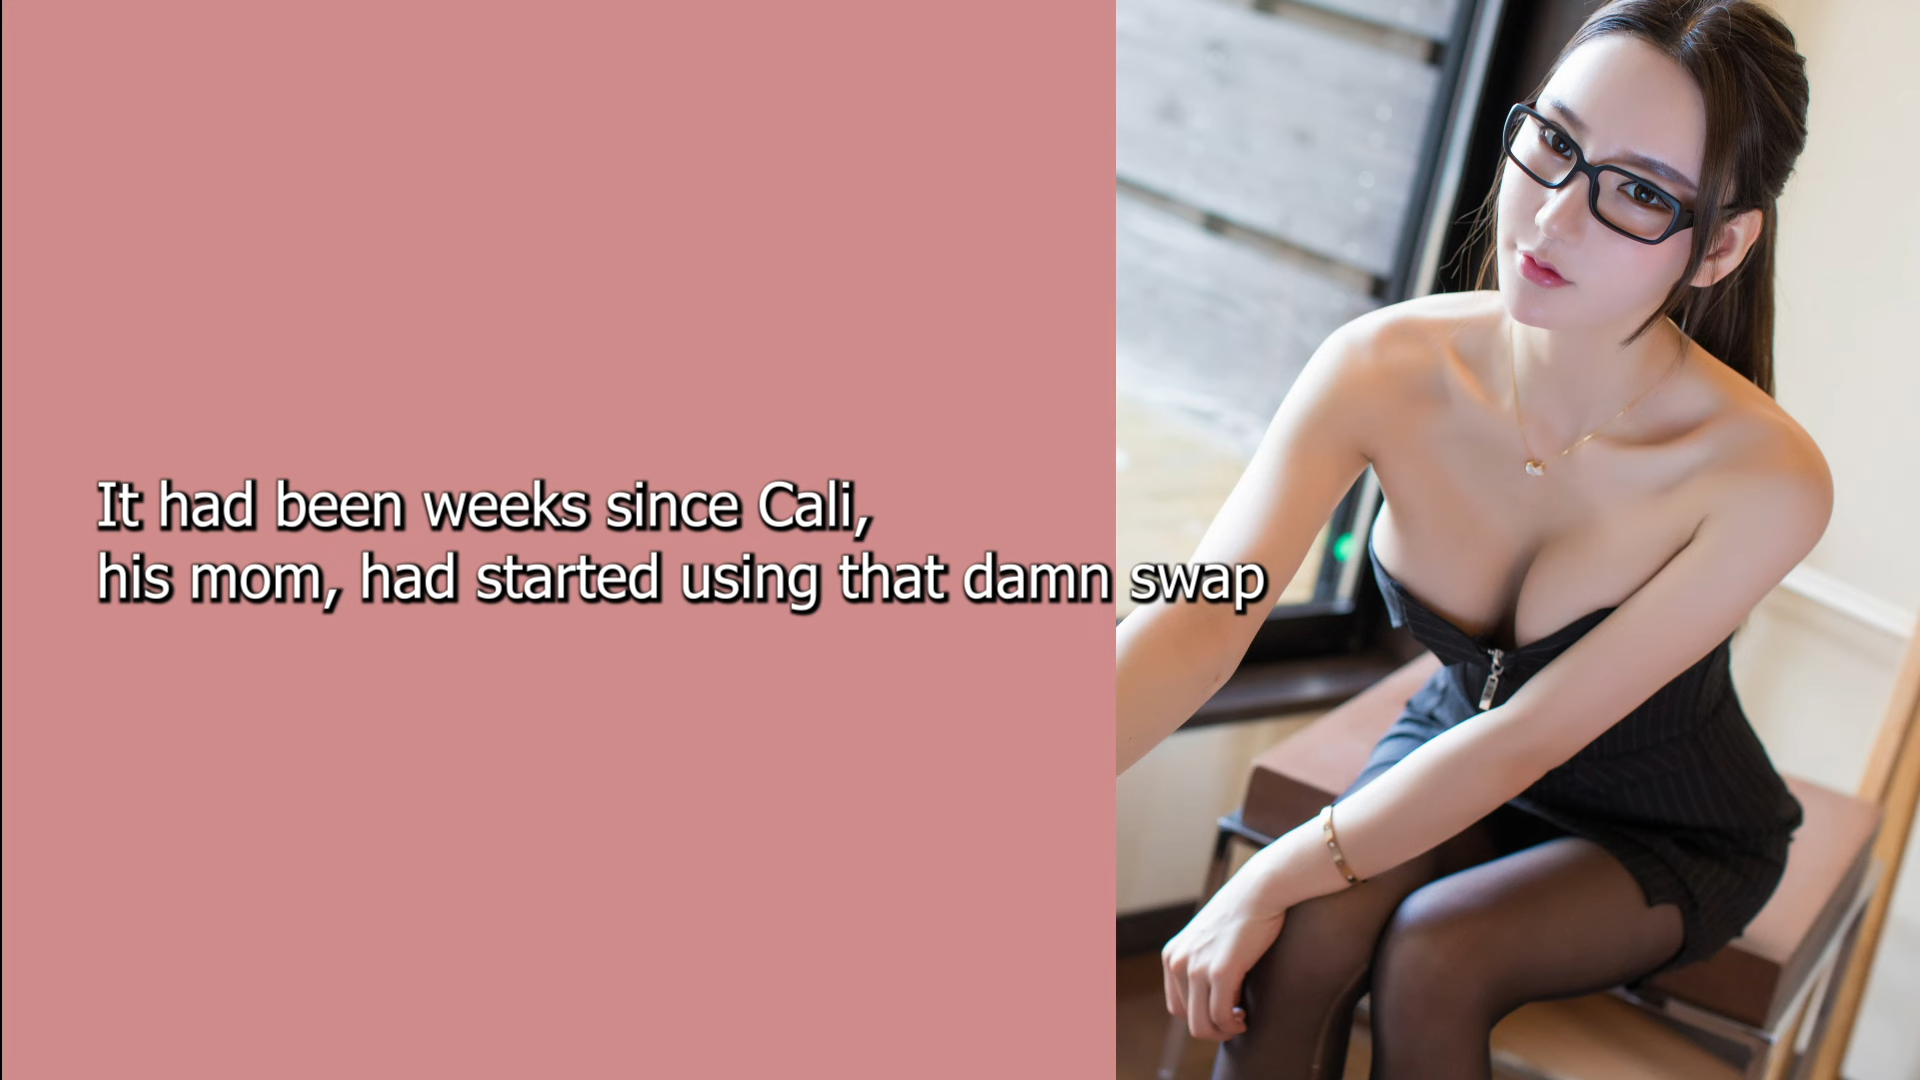 It had been weeks since Cali,
his mom, had started using that damn swap